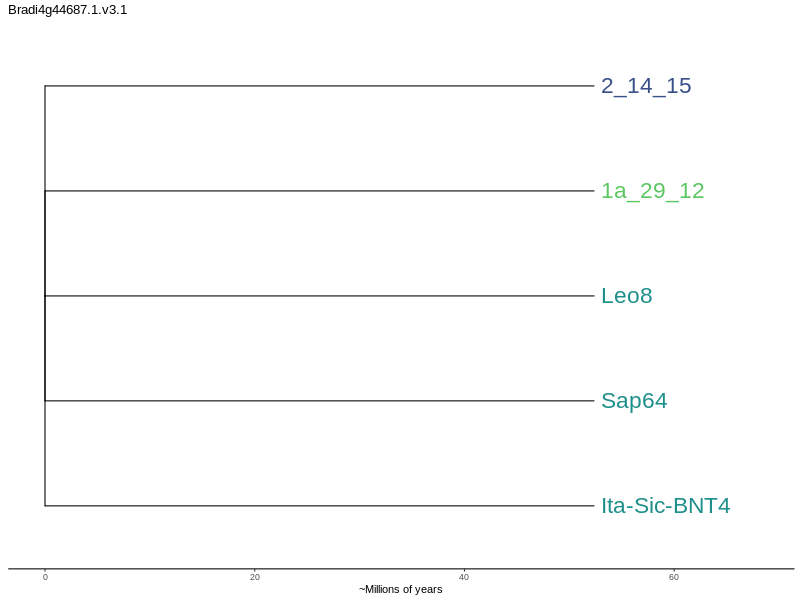 Bradi4g44687.1.v3.1
2_14_15
1a_29_12
Leo8
Sap64
Ita-Sic-BNT4
0 20 40 60
~Millions of years